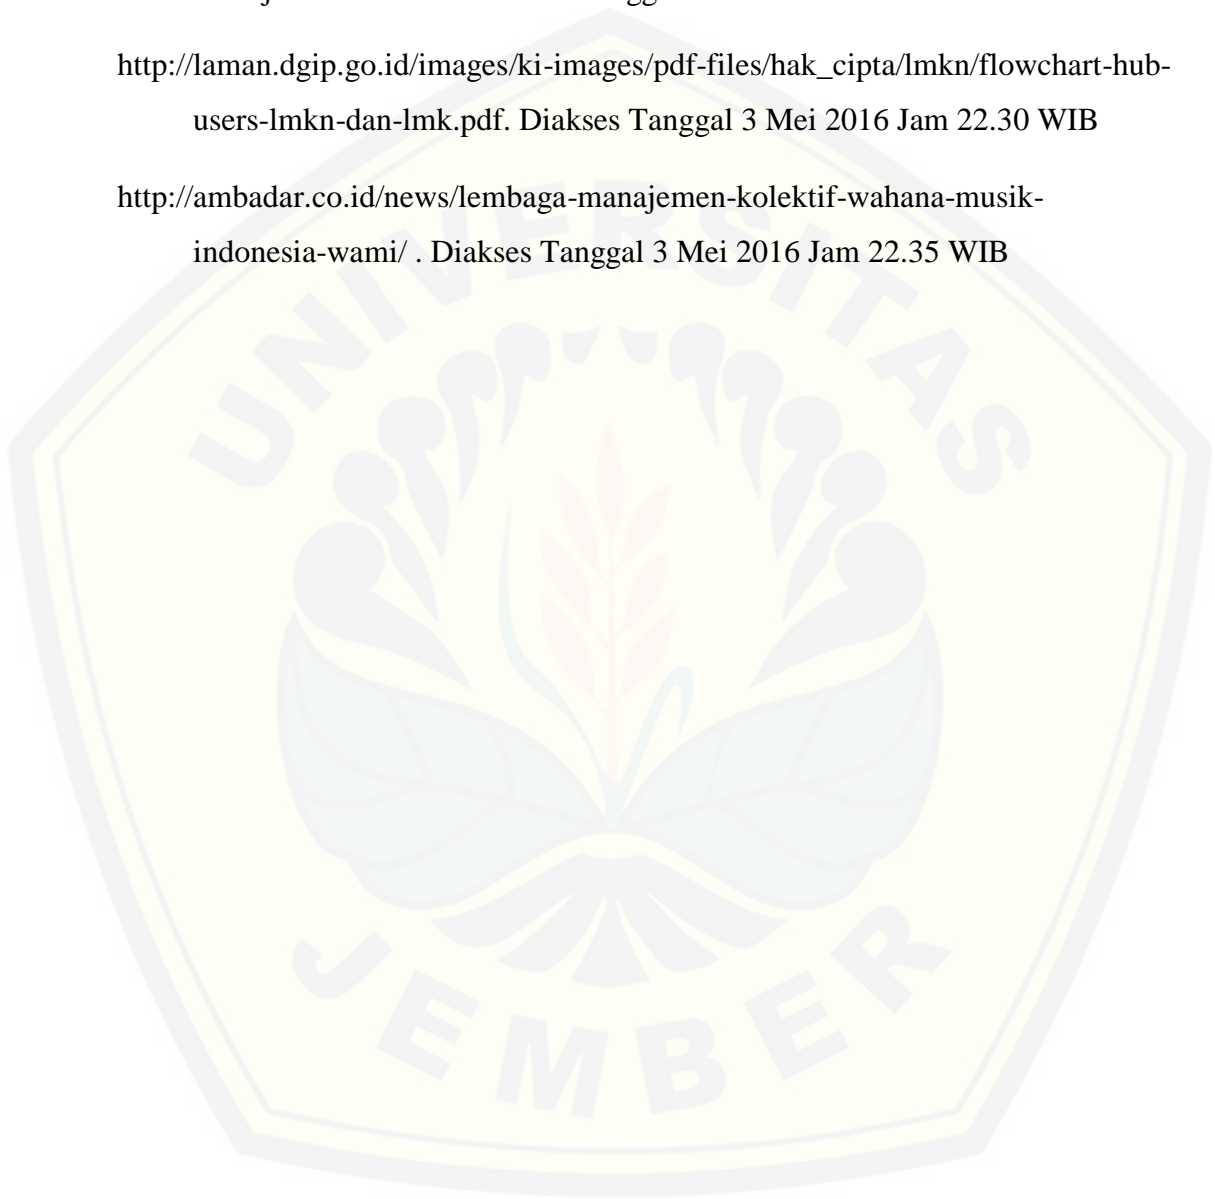 http://laman.dgip.go.id/images/ki-images/pdf-files/hak_cipta/lmkn/flowchart-hub-
users-lmkn-dan-lmk.pdf. Diakses Tanggal 3 Mei 2016 Jam 22.30 WIB
http://ambadar.co.id/news/lembaga-manajemen-kolektif-wahana-musik-
indonesia-wami/ . Diakses Tanggal 3 Mei 2016 Jam 22.35 WIB
UNIVERSITAS
JEMBER